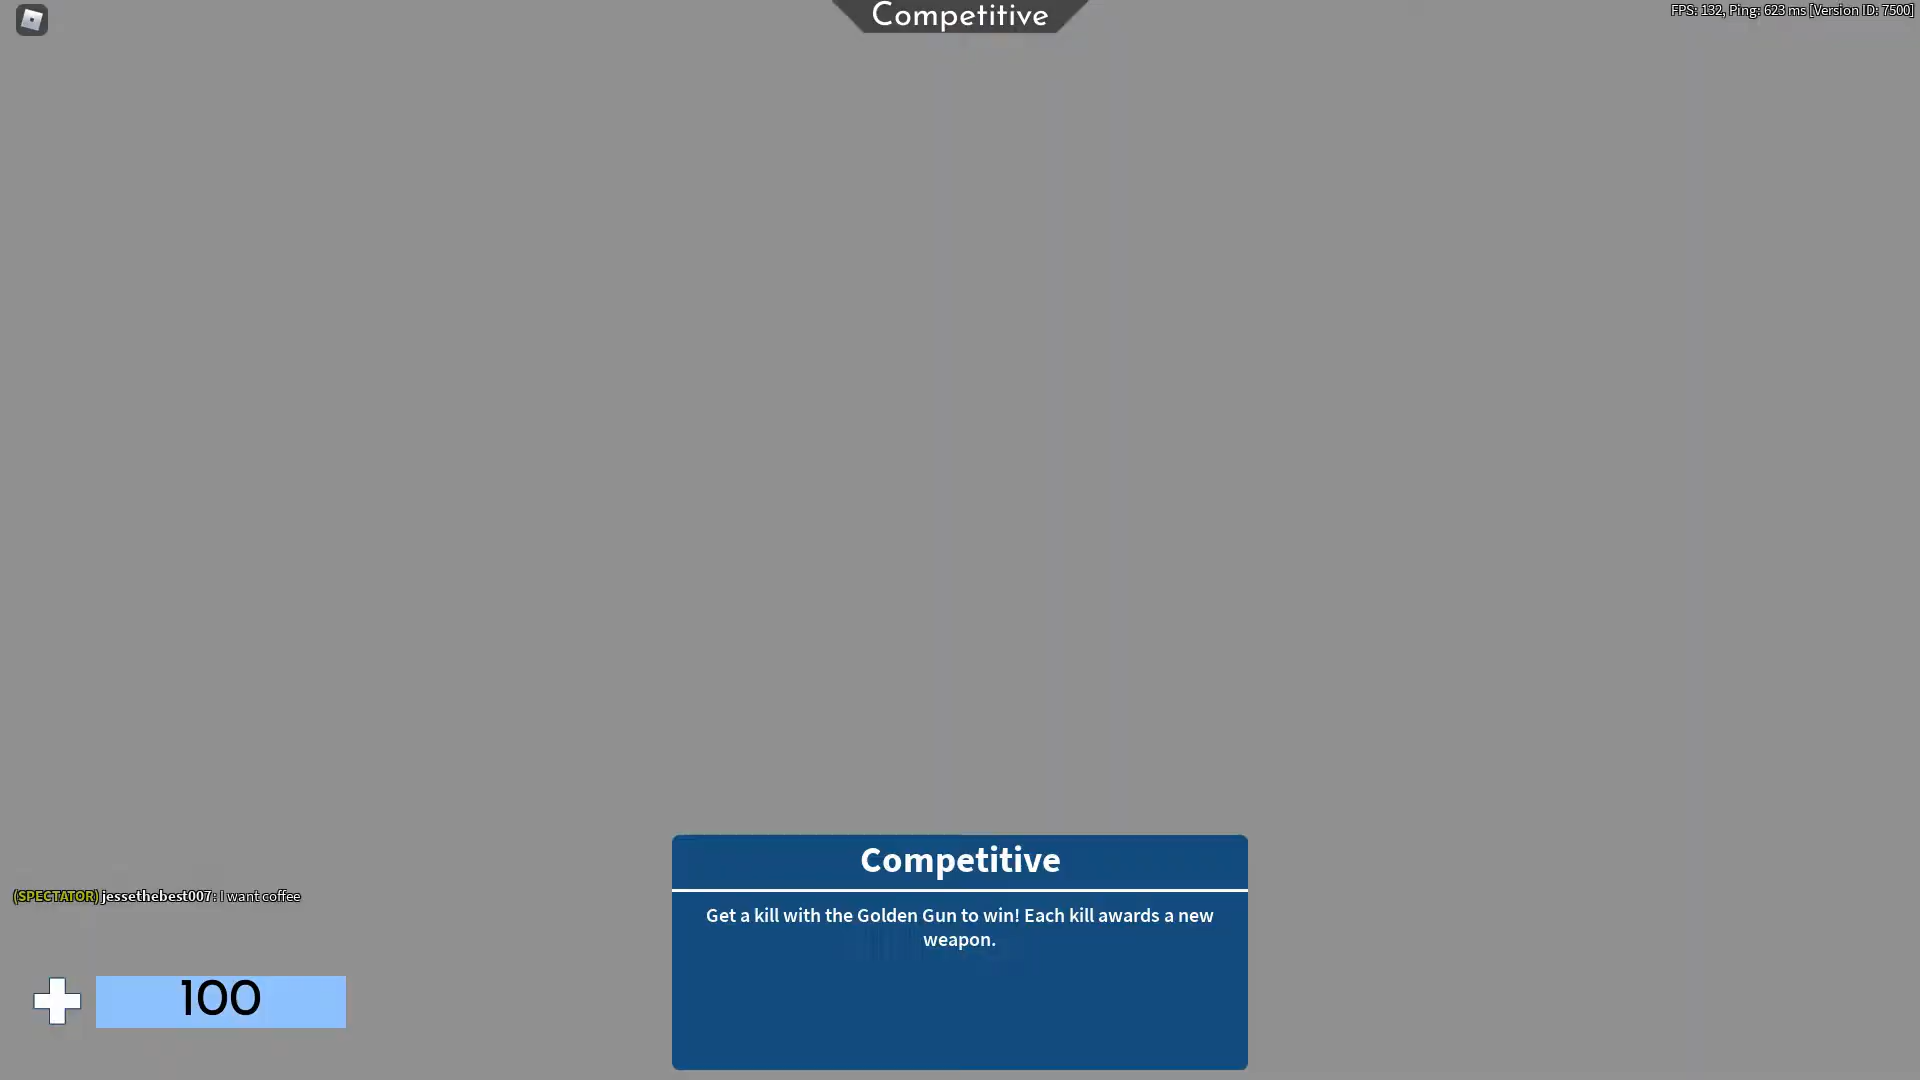 Competitive
FPS: 132, Ping: 623 ms [Version ID: 7500]
Competitive
Get a kill with the Golden Gun to win! Each kill awards a new
weapon.
(SPECTATOR) jessethebest007: I want coffee
100